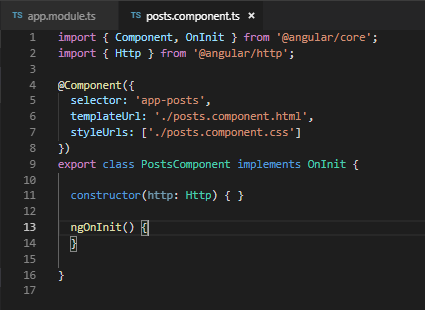 TS app.module.ts TS posts.component.ts ×
1 import { Component, OnInit } from '@angular/core';
2 import { Http } from '@angular/http';
3
4 @Component({
5   selector: 'app-posts',
6   templateUrl: './posts.component.html',
7   styleUrls: ['./posts.component.css']
8 })
9 export class PostsComponent implements OnInit {
10
11   constructor(http: Http) { }
12
13   ngOnInit() {
14   }
15
16 }
17